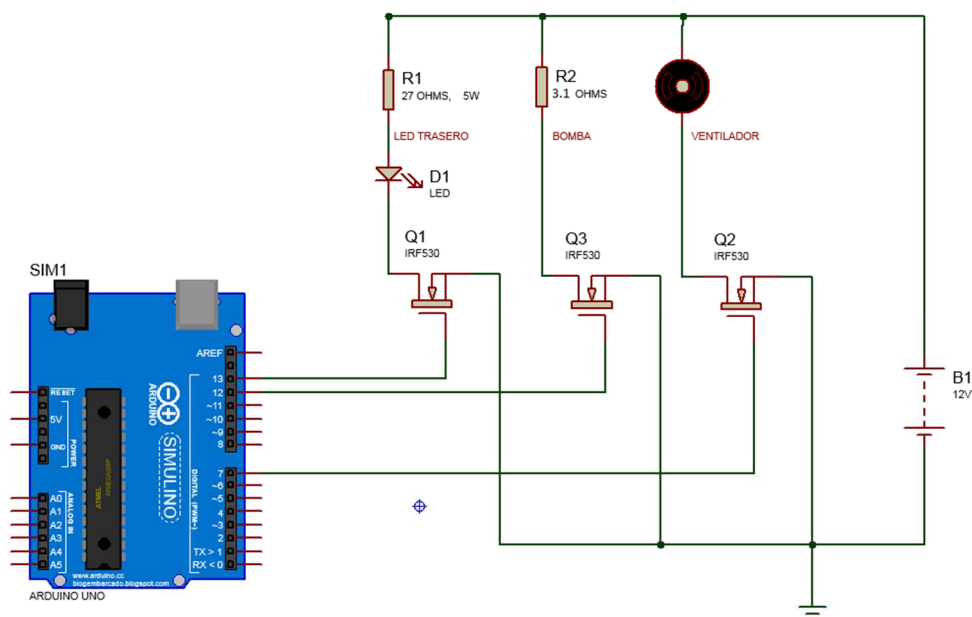 R1
27 OHMS, 5W
R2
3.1 OHMS
LED TRASERO
BOMBA
VENTILADOR
D1
LED
Q1
IRF530
Q3
IRF530
Q2
IRF530
B1
12V
SIM1
AREF
13
12
~11
~10
~9
8
7
~6
~5
4
~3
2
TX > 1
RX < 0
RESET
5V
GND
POWER
A0
A1
A2
A3
A4
A5
ANALOG IN
ATMEL
ARDUINO
SIMULINO
DIGITAL (PWM~)
www.arduino.cc
blogembarcado.blogspot.com
ARDUINO UNO